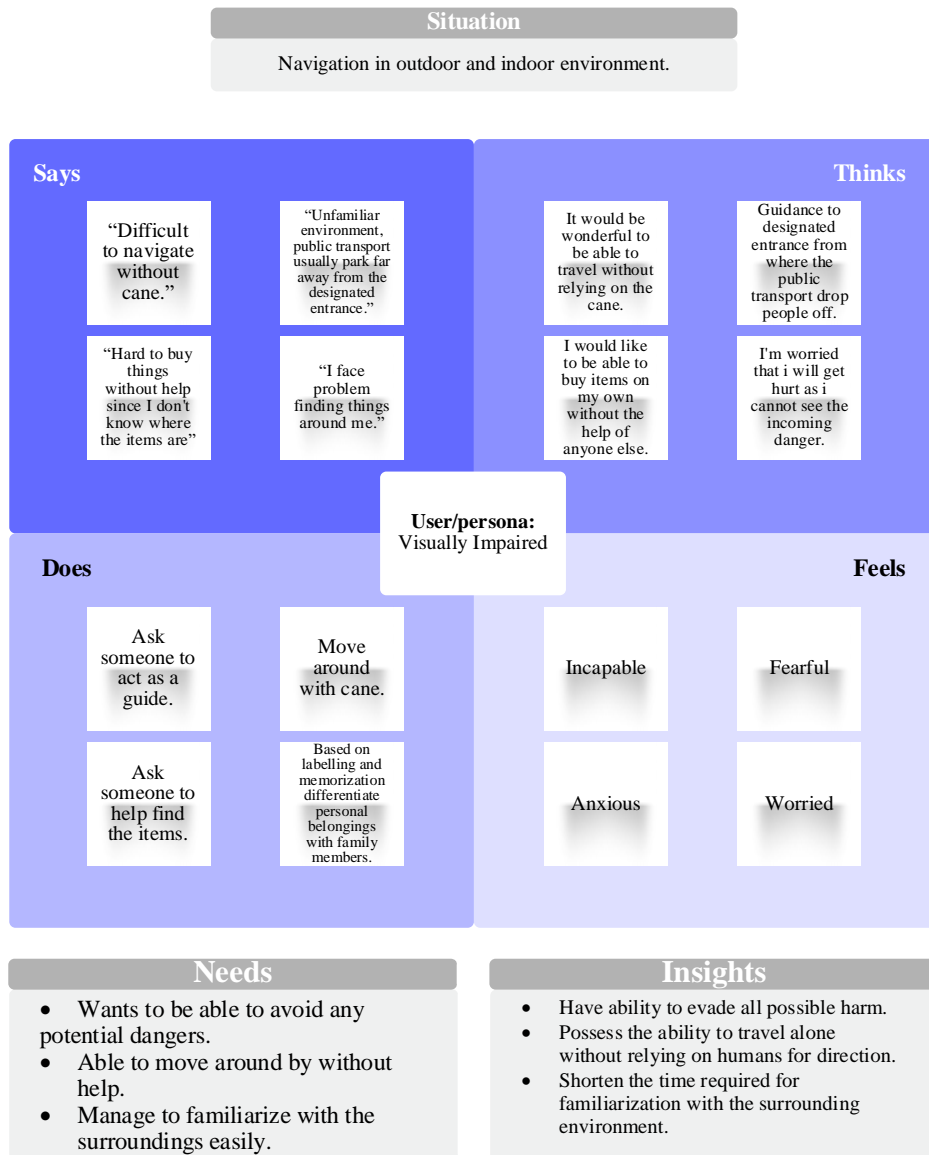 Situation
Navigation in outdoor and indoor environment.
Says
Thinks
“Difficult
to navigate
without
cane.”
“Unfamiliar
environment,
public transport
usually park far
away from the
designated
entrance.”
It would be
wonderful to
be able to
travel without
relying on the
cane.
Guidance to
designated
entrance from
where the
public
transport drop
people off.
“Hard to buy
things
without help
since I don't
know where
the items are”
“I face
problem
finding things
around me.”
I would like
to be able to
buy items on
my own
without the
help of
anyone else.
I'm worried
that i will get
hurt as i
cannot see the
incoming
danger.
User/persona:
Visually Impaired
Does
Feels
Ask
someone to
act as a
guide.
Move
around
with cane.
Incapable
Fearful
Ask
someone to
help find
the items.
Based on
labelling and
memorization
differentiate
personal
belongings
with family
members.
Anxious
Worried
Needs
• Wants to be able to avoid any
potential dangers.
• Able to move around by without
help.
• Manage to familiarize with the
surroundings easily.
Insights
• Have ability to evade all possible harm.
• Possess the ability to travel alone
without relying on humans for direction.
• Shorten the time required for
familiarization with the surrounding
environment.